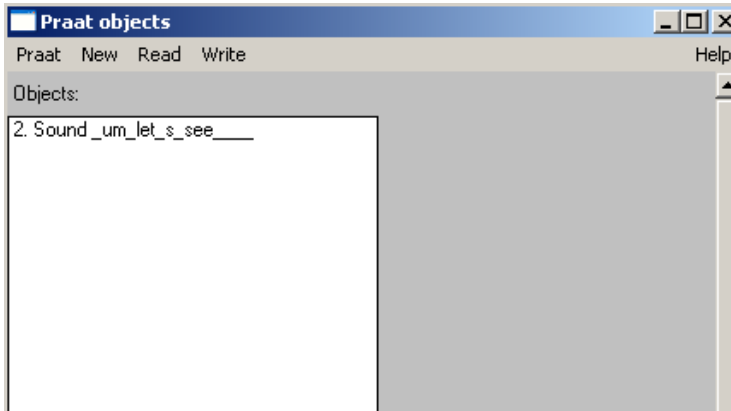 Praat objects
Praat New Read Write Help
Objects:
2. Sound _um_let_s_see____